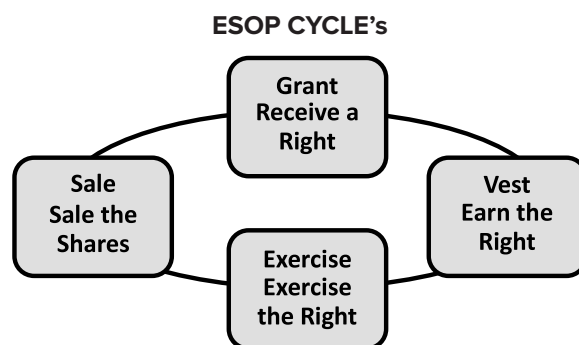 ESOP CYCLE's
Grant
Receive a
Right
Vest
Earn the
Right
Exercise
Exercise
the Right
Sale
Sale the
Shares